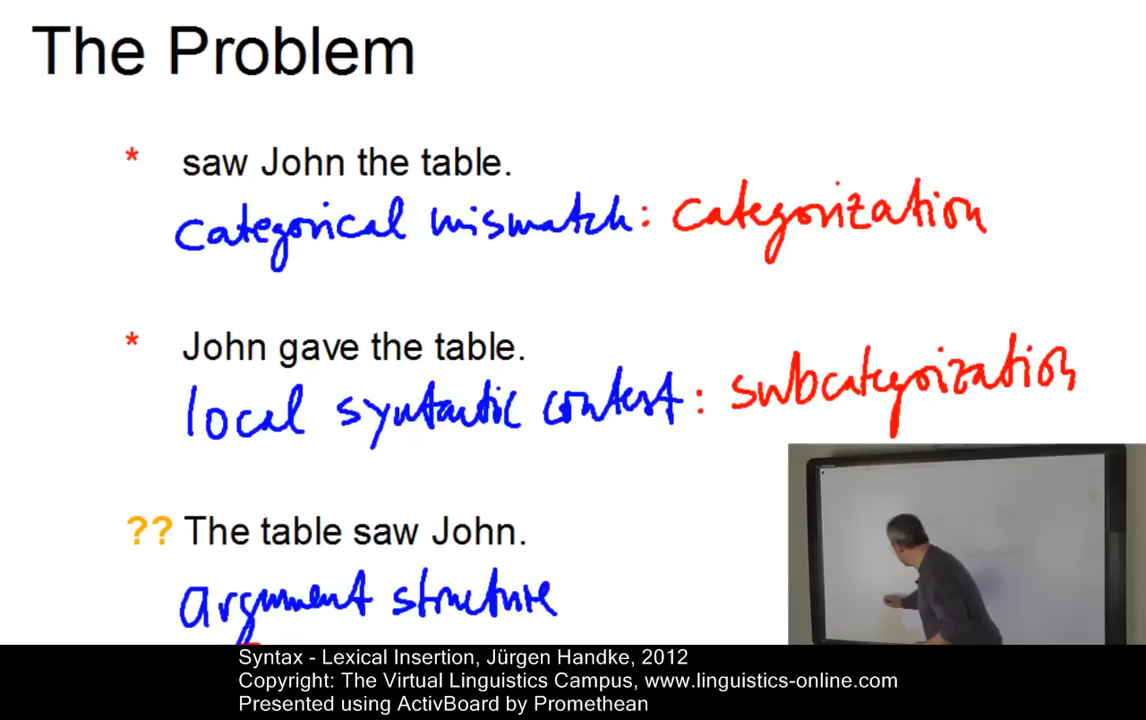 The Problem
* saw John the table.
categorical mismatch: categorization
* John gave the table.
local syntactic context: subcategorization
?? The table saw John.
argument structure
Syntax - Lexical Insertion, Jürgen Handke, 2012
Copyright: The Virtual Linguistics Campus, www.linguistics-online.com
Presented using ActivBoard by Promethean